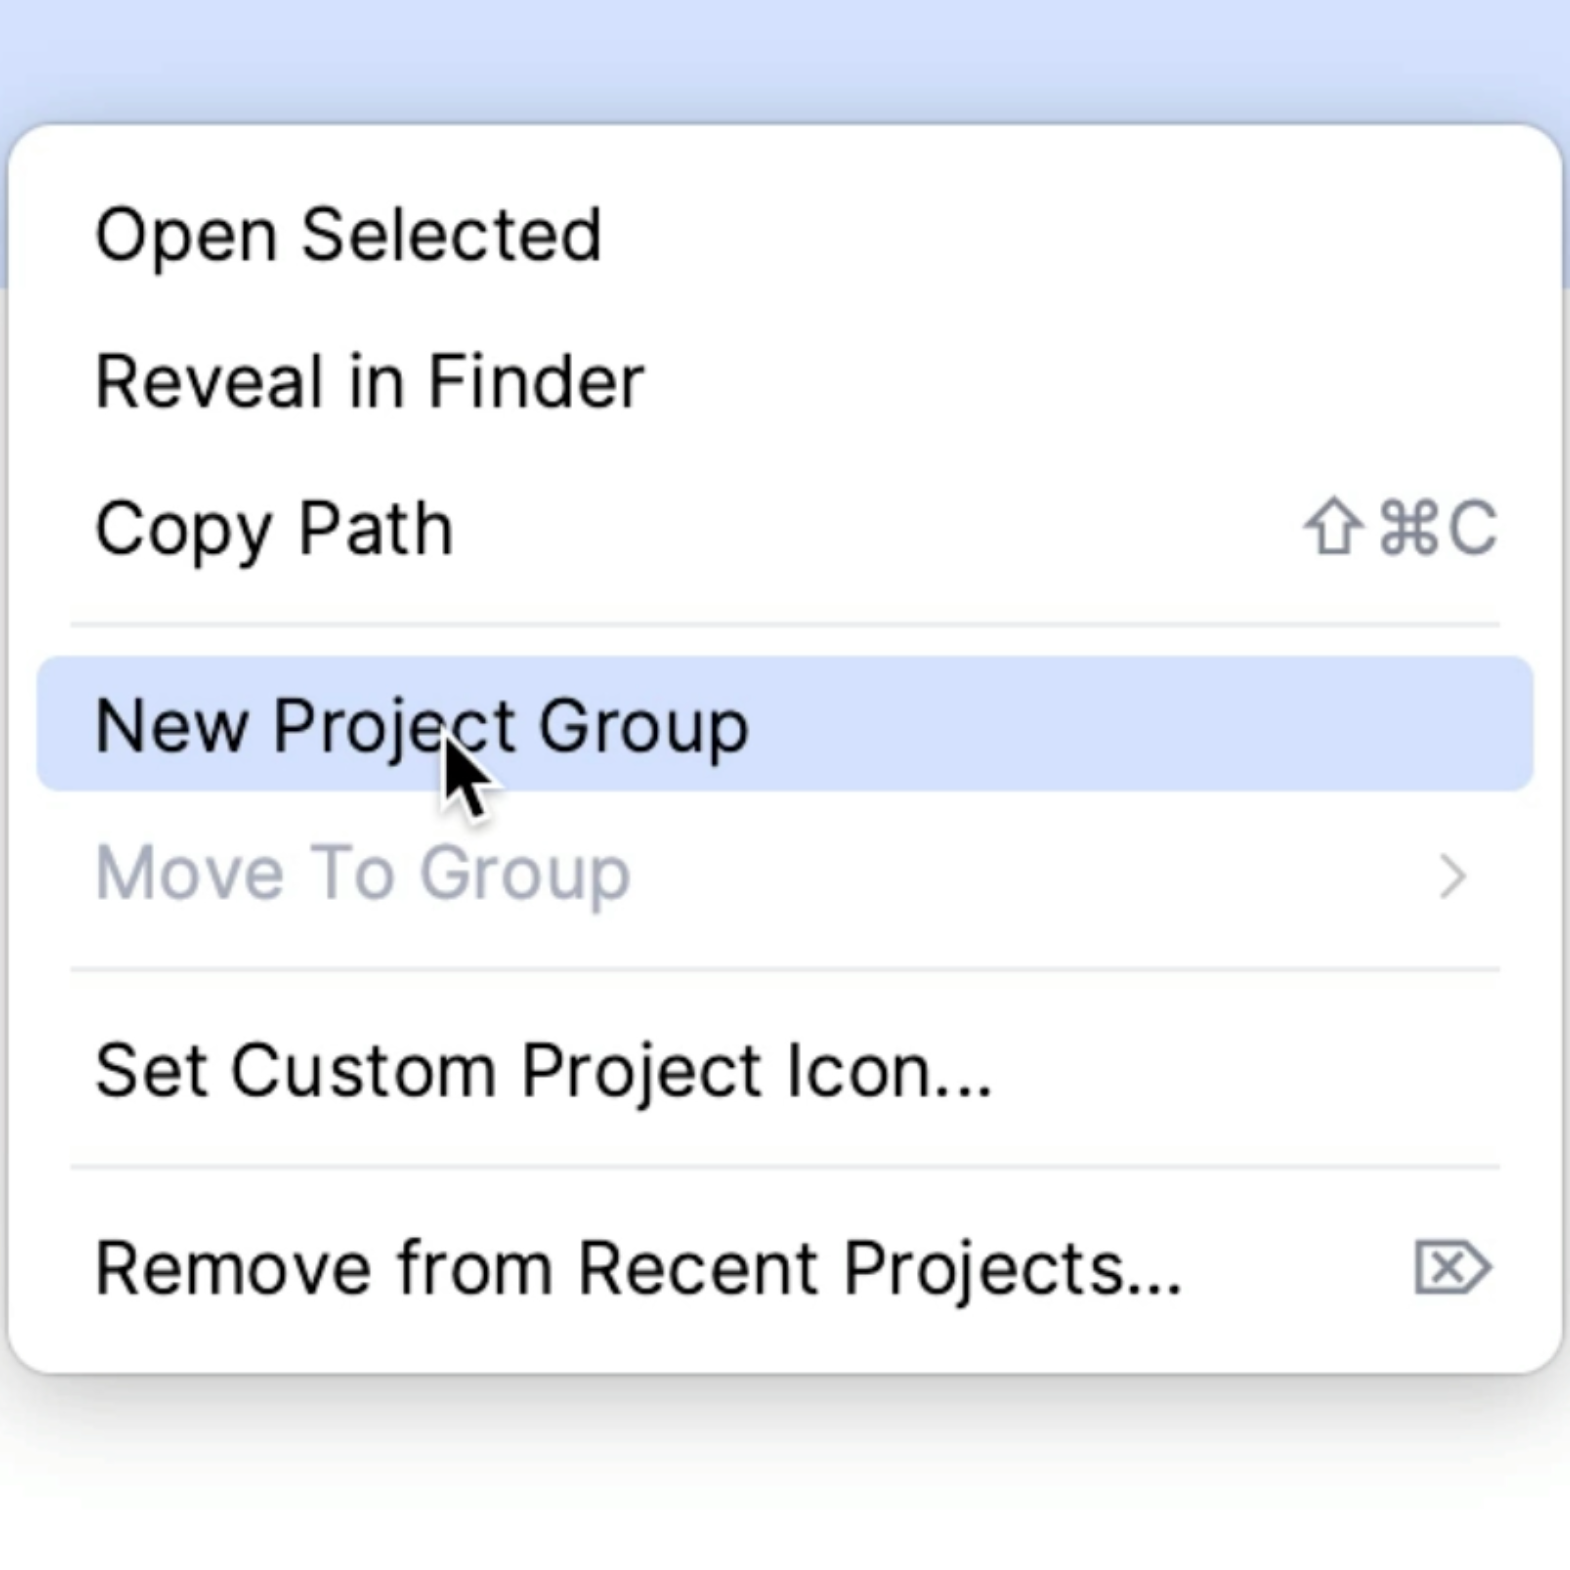 Open Selected
Reveal in Finder
Copy Path ⇧⌘C
New Project Group
Move To Group
Set Custom Project Icon...
Remove from Recent Projects... ⌦